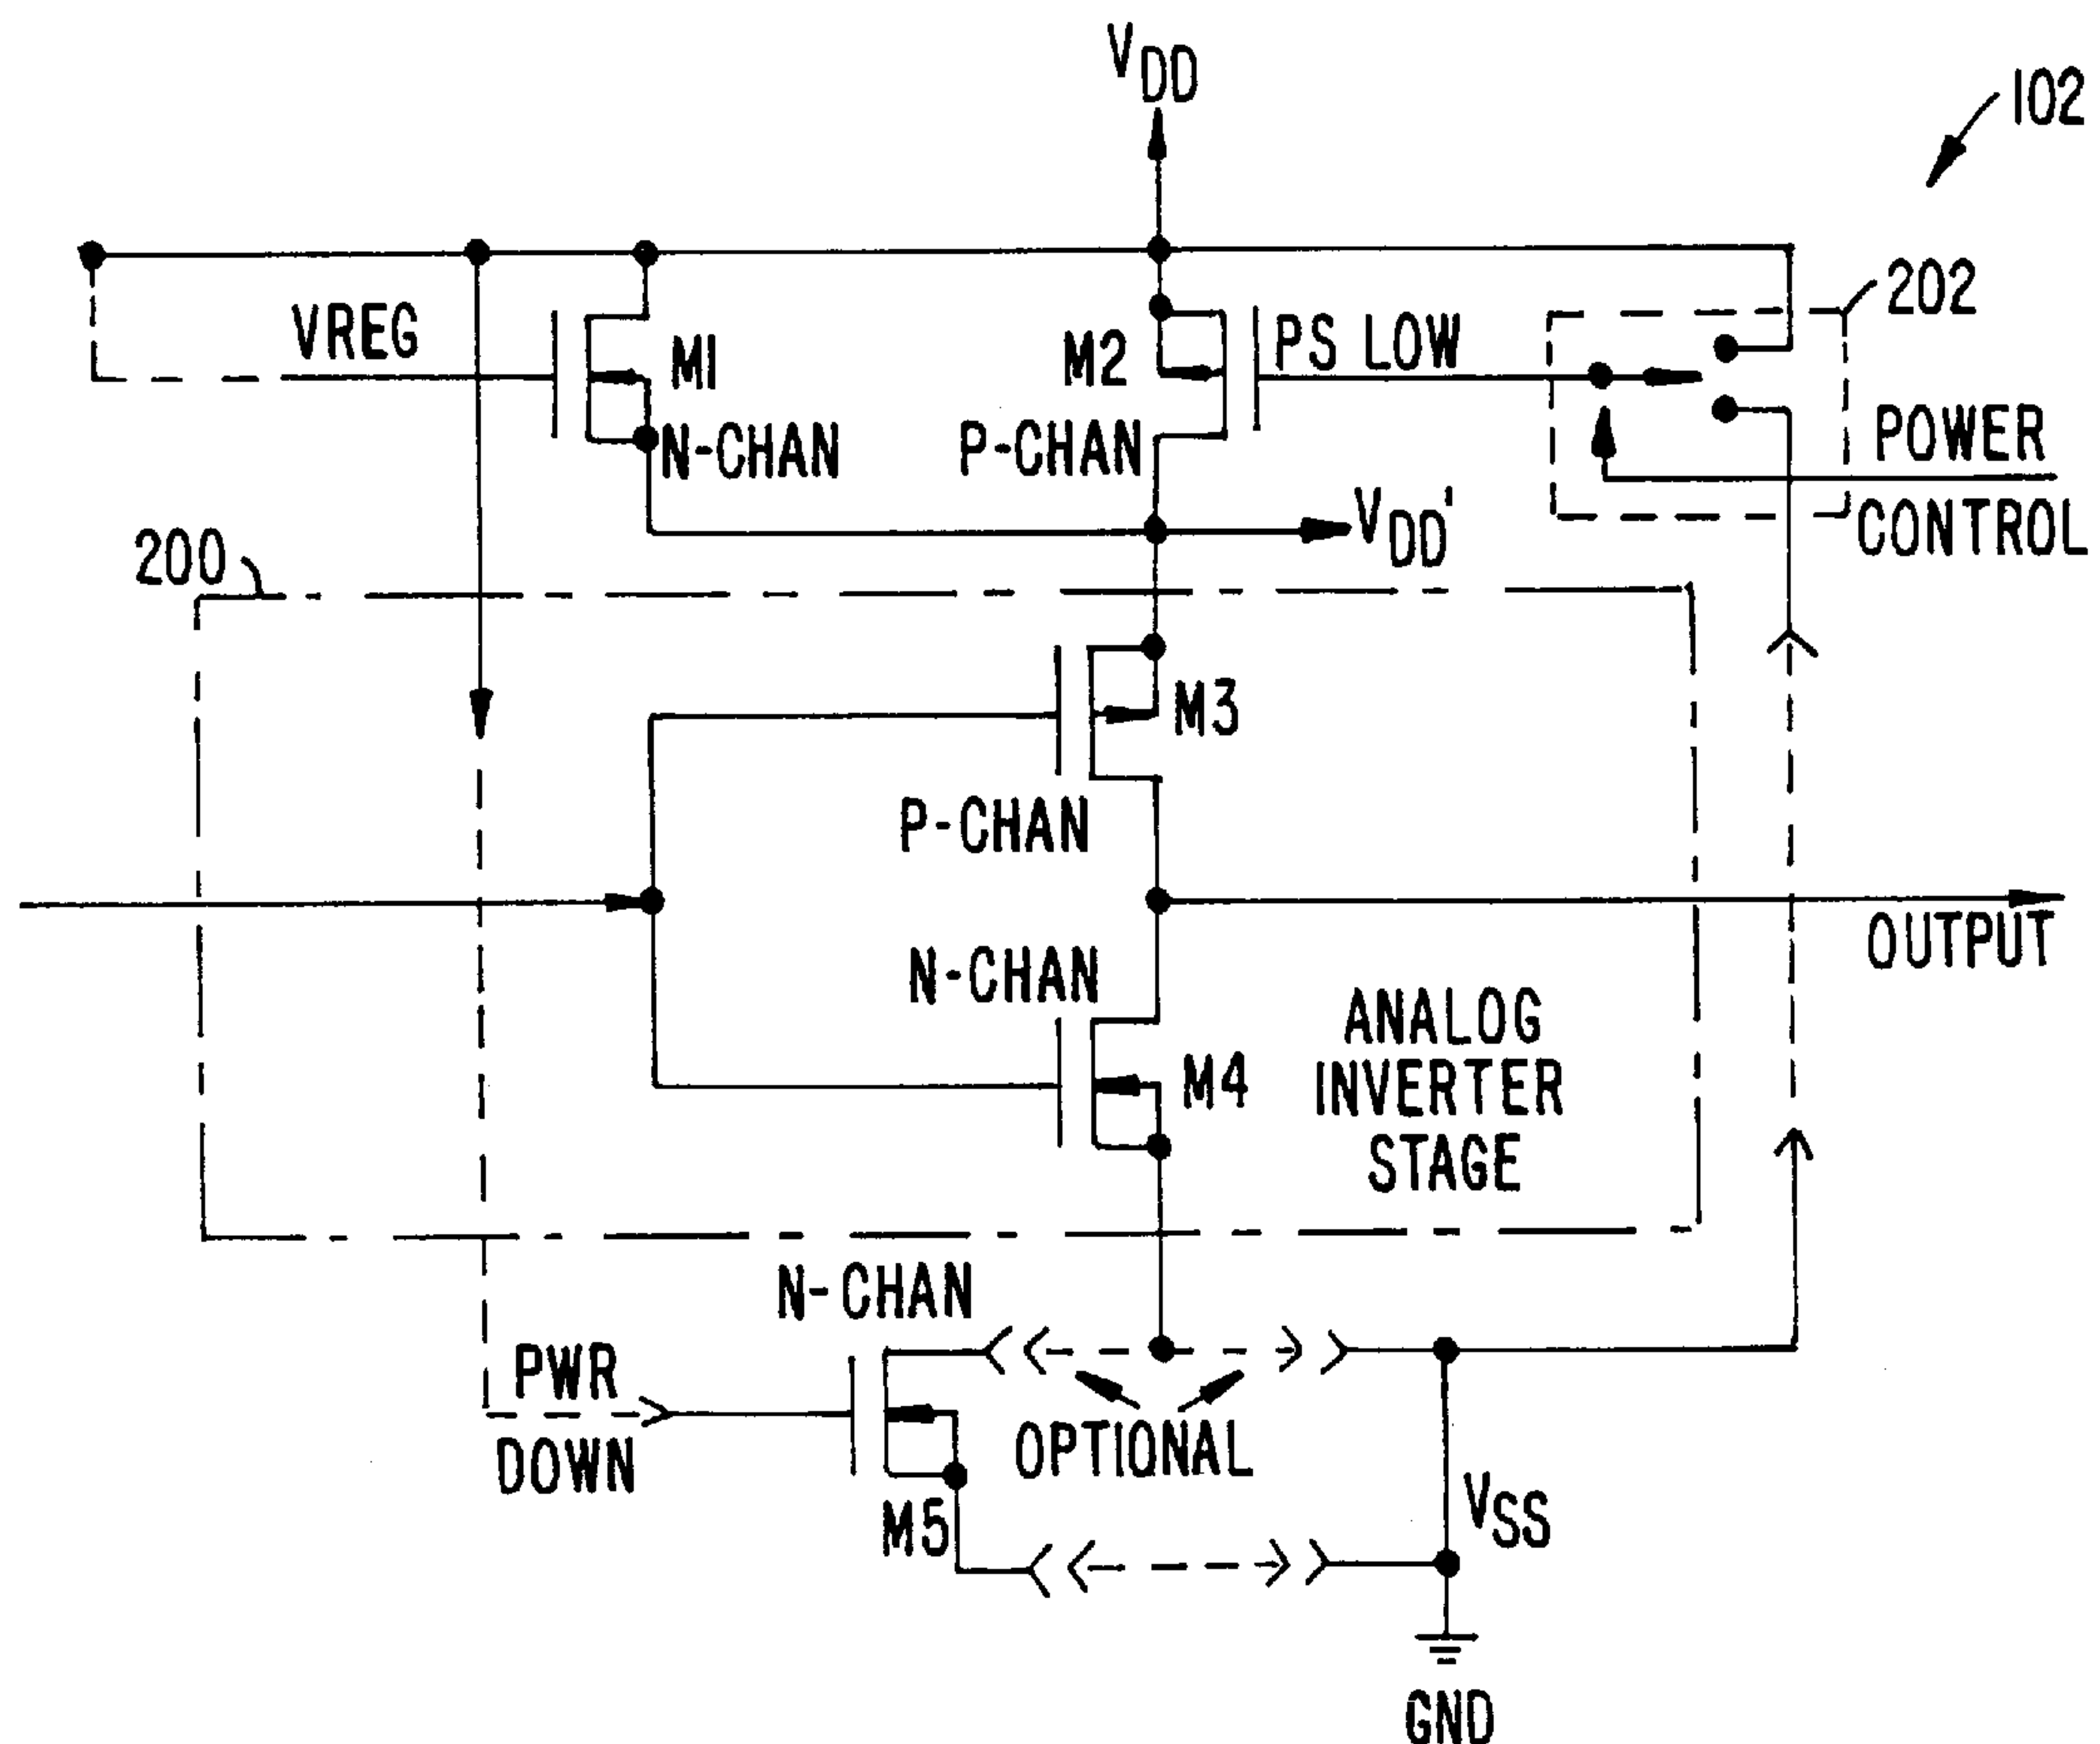 VDD
102
202
VREG
M1
M2
PS LOW
N-CHAN
P-CHAN
POWER
CONTROL
VDD'
200
M3
P-CHAN
OUTPUT
N-CHAN
ANALOG
INVERTER
STAGE
M4
N-CHAN
PWR
DOWN
OPTIONAL
M5
VSS
GND